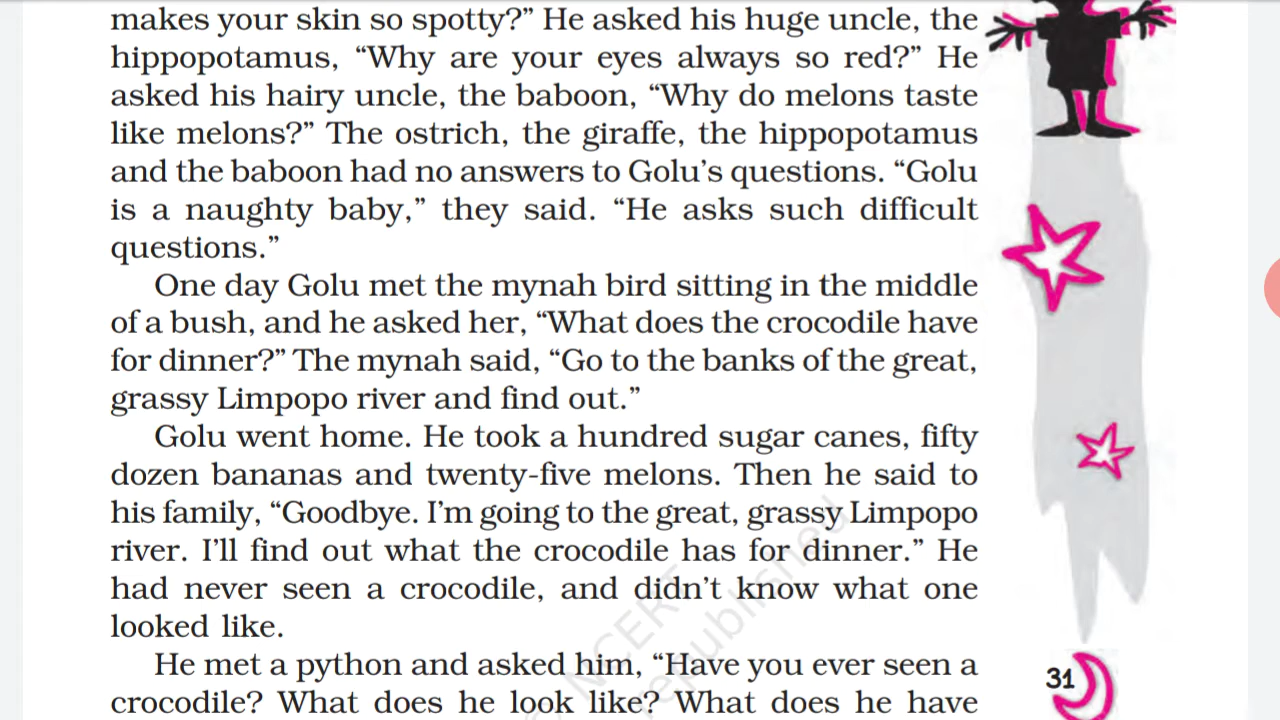 makes your skin so spotty?” He asked his huge uncle, the
hippopotamus, “Why are your eyes always so red?” He
asked his hairy uncle, the baboon, “Why do melons taste
like melons?” The ostrich, the giraffe, the hippopotamus
and the baboon had no answers to Golu’s questions. “Golu
is a naughty baby,” they said. “He asks such difficult
questions.”
One day Golu met the mynah bird sitting in the middle
of a bush, and he asked her, “What does the crocodile have
for dinner?” The mynah said, “Go to the banks of the great,
grassy Limpopo river and find out.”
Golu went home. He took a hundred sugar canes, fifty
dozen bananas and twenty-five melons. Then he said to
his family, “Goodbye. I’m going to the great, grassy Limpopo
river. I’ll find out what the crocodile has for dinner.” He
had never seen a crocodile, and didn’t know what one
looked like.
He met a python and asked him, “Have you ever seen a
crocodile? What does he look like? What does he have
31
© NCERT
republished